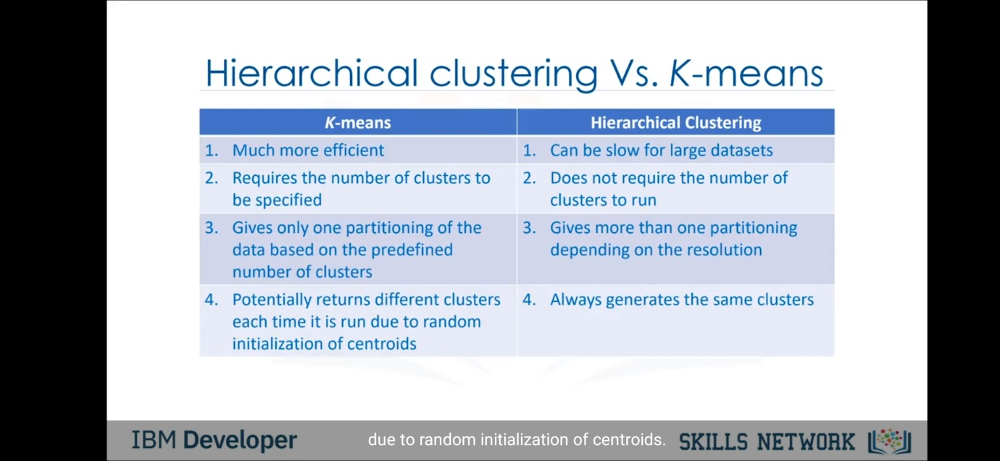 Hierarchical clustering Vs. K-means
K-means
Hierarchical Clustering
1. Much more efficient
1. Can be slow for large datasets
2. Requires the number of clusters to
be specified
2. Does not require the number of
clusters to run
3. Gives only one partitioning of the
data based on the predefined
number of clusters
3. Gives more than one partitioning
depending on the resolution
4. Potentially returns different clusters
each time it is run due to random
initialization of centroids
4. Always generates the same clusters
IBM Developer
due to random initialization of centroids.
SKILLS NETWORK